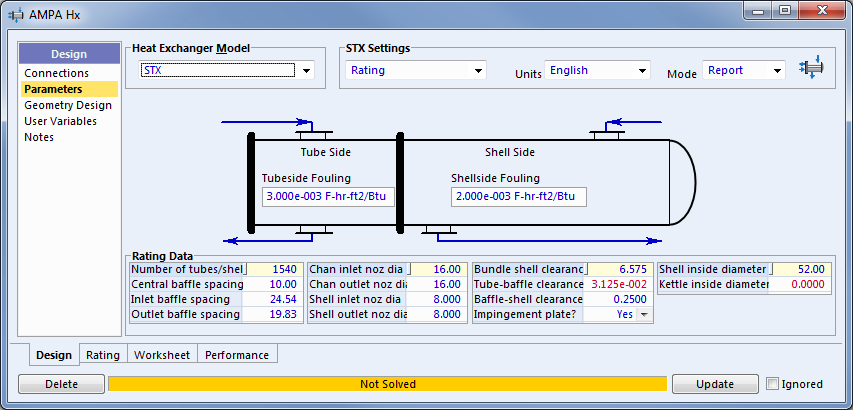 AMPA Hx
Design
Connections
Parameters
Geometry Design
User Variables
Notes
Heat Exchanger Model
STX
STX Settings
Rating
Units English
Mode Report
Tube Side
Shell Side
Tubeside Fouling
3.000e-003 F-hr-ft2/Btu
Shellside Fouling
2.000e-003 F-hr-ft2/Btu
Rating Data
Number of tubes/shel 1540
Central baffle spacing 10.00
Inlet baffle spacing 24.54
Outlet baffle spacing 19.83
Chan inlet noz dia 16.00
Chan outlet noz dia 16.00
Shell inlet noz dia 8.000
Shell outlet noz dia 8.000
Bundle shell clearanc 6.575
Tube-baffle clearance 3.125e-002
Baffle-shell clearance 0.2500
Impingement plate? Yes
Shell inside diameter 52.00
Kettle inside diameter 0.0000
Design Rating Worksheet Performance
Delete
Not Solved
Update
Ignored